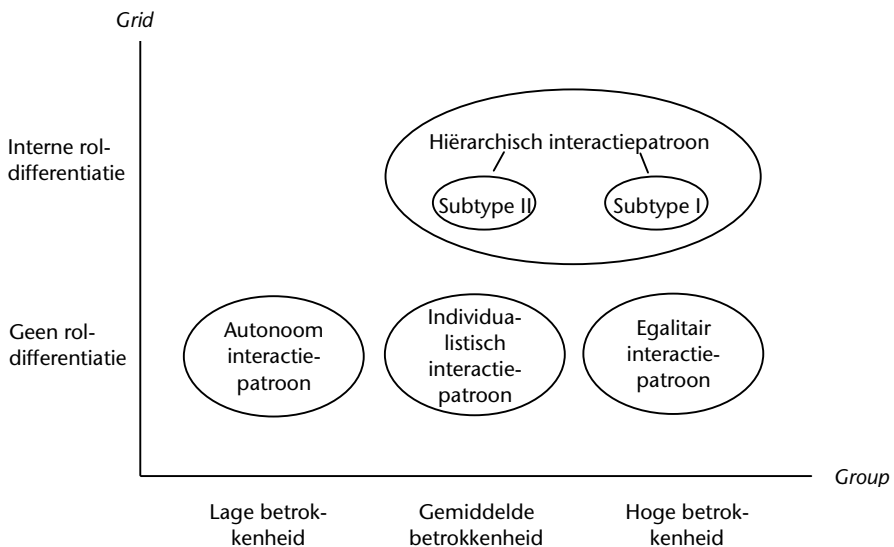 Grid
Interne rol-
differentiatie
Hiërarchisch interactiepatroon
Subtype II
Subtype I
Geen rol-
differentiatie
Autonoom
interactie-
patroon
Individua-
listisch
interactie-
patroon
Egalitair
interactie-
patroon
Group
Lage betrok-
kenheid
Gemiddelde
betrokkenheid
Hoge betrok-
kenheid